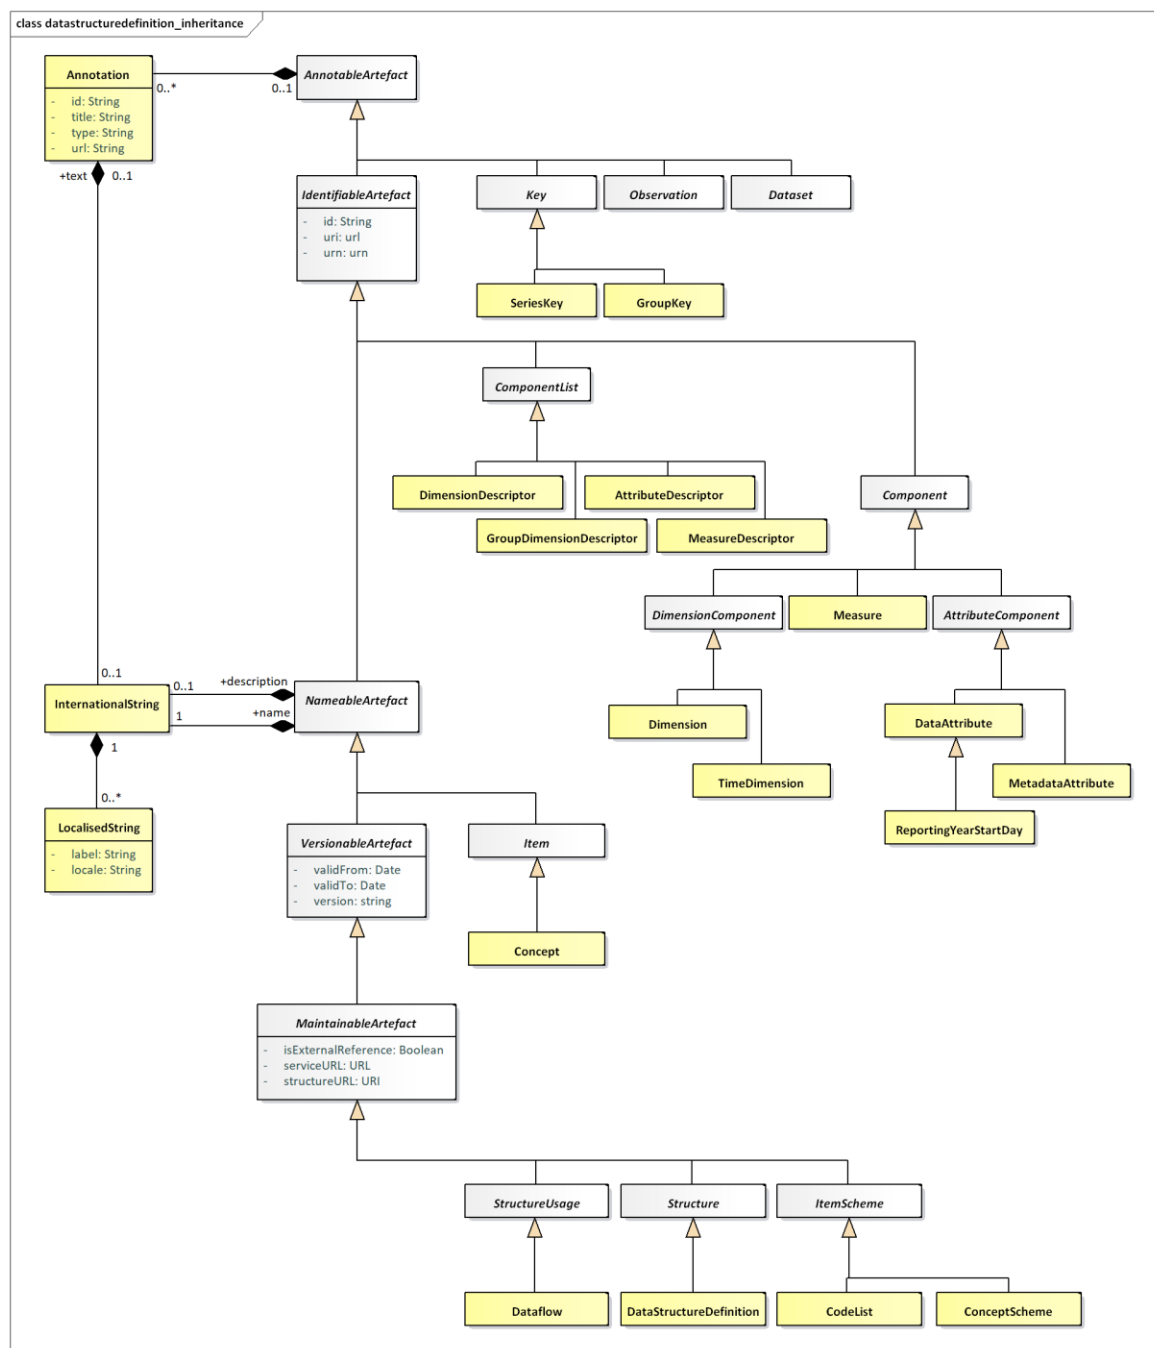 class datastructuredefinition_inheritance
Annotation
- id: String
- title: String
- type: String
- url: String
0..*
0..1
AnnotableArtefact
+text
0..1
IdentifiableArtefact
- id: String
- uri: url
- urn: urn
Key
Observation
Dataset
SeriesKey
GroupKey
ComponentList
DimensionDescriptor
AttributeDescriptor
GroupDimensionDescriptor
MeasureDescriptor
Component
DimensionComponent
Measure
AttributeComponent
0..1
InternationalString
0..1
+description
1
+name
NameableArtefact
Dimension
TimeDimension
DataAttribute
MetadataAttribute
ReportingYearStartDay
1
0..*
LocalisedString
- label: String
- locale: String
VersionableArtefact
- validFrom: Date
- validTo: Date
- version: string
Item
Concept
MaintainableArtefact
- isExternalReference: Boolean
- serviceURL: URL
- structureURL: URI
StructureUsage
Structure
ItemScheme
Dataflow
DataStructureDefinition
CodeList
ConceptScheme